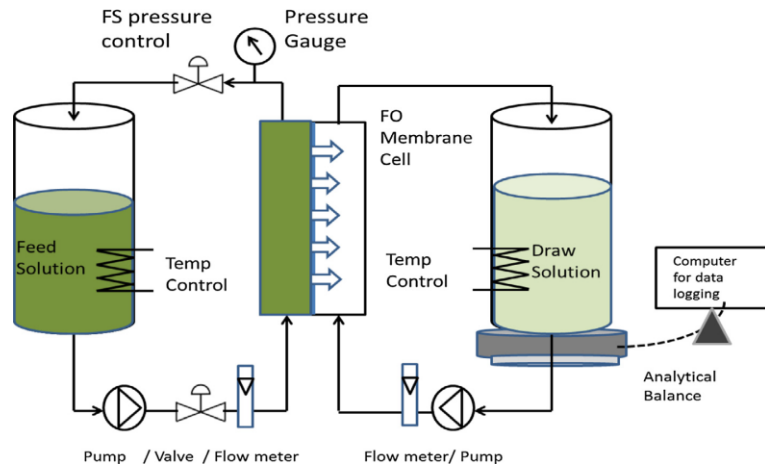 FS pressure
control
Pressure
Gauge
FO
Membrane
Cell
Feed
Solution
Temp
Control
Temp
Control
Draw
Solution
Computer
for data
logging
Analytical
Balance
Pump / Valve / Flow meter
Flow meter/ Pump